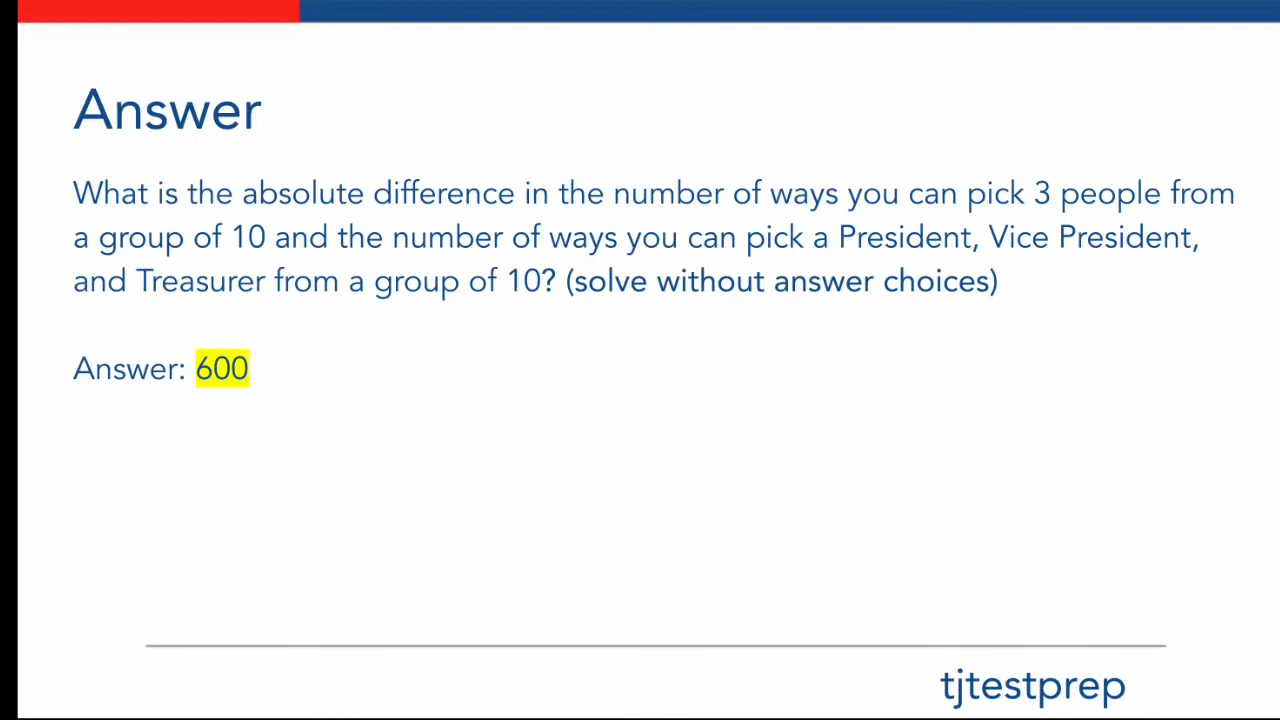 Answer
What is the absolute difference in the number of ways you can pick 3 people from
a group of 10 and the number of ways you can pick a President, Vice President,
and Treasurer from a group of 10? (solve without answer choices)
Answer: 600
tjtestprep